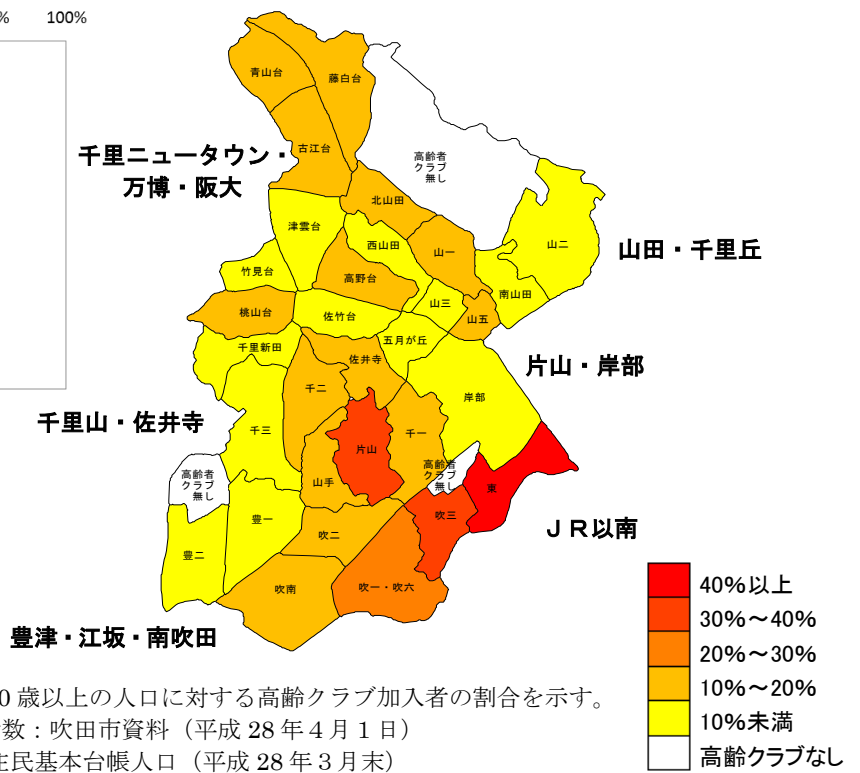 % 100%
青山台
藤白台
古江台
高齢者
クラブ
無し
千里ニュータウン・
万博・阪大
北山田
津雲台
西山田
山一
山二
山田・千里丘
竹見台
高野台
南山田
山三
桃山台
佐竹台
山五
五月が丘
千里新田
佐井寺
片山・岸部
千二
岸部
千里山・佐井寺
千三
千一
片山
高齢者
クラブ
無し
高齢者
クラブ
無し
山手
東
吹三
JR以南
豊一
吹二
豊二
吹南
吹一・吹六
豊津・江坂・南吹田
40%以上
30%～40%
20%～30%
10%～20%
10%未満
高齢クラブなし
0歳以上の人口に対する高齢クラブ加入者の割合を示す。
数：吹田市資料（平成 28 年４月１日）
住民基本台帳人口（平成 28 年３月末）